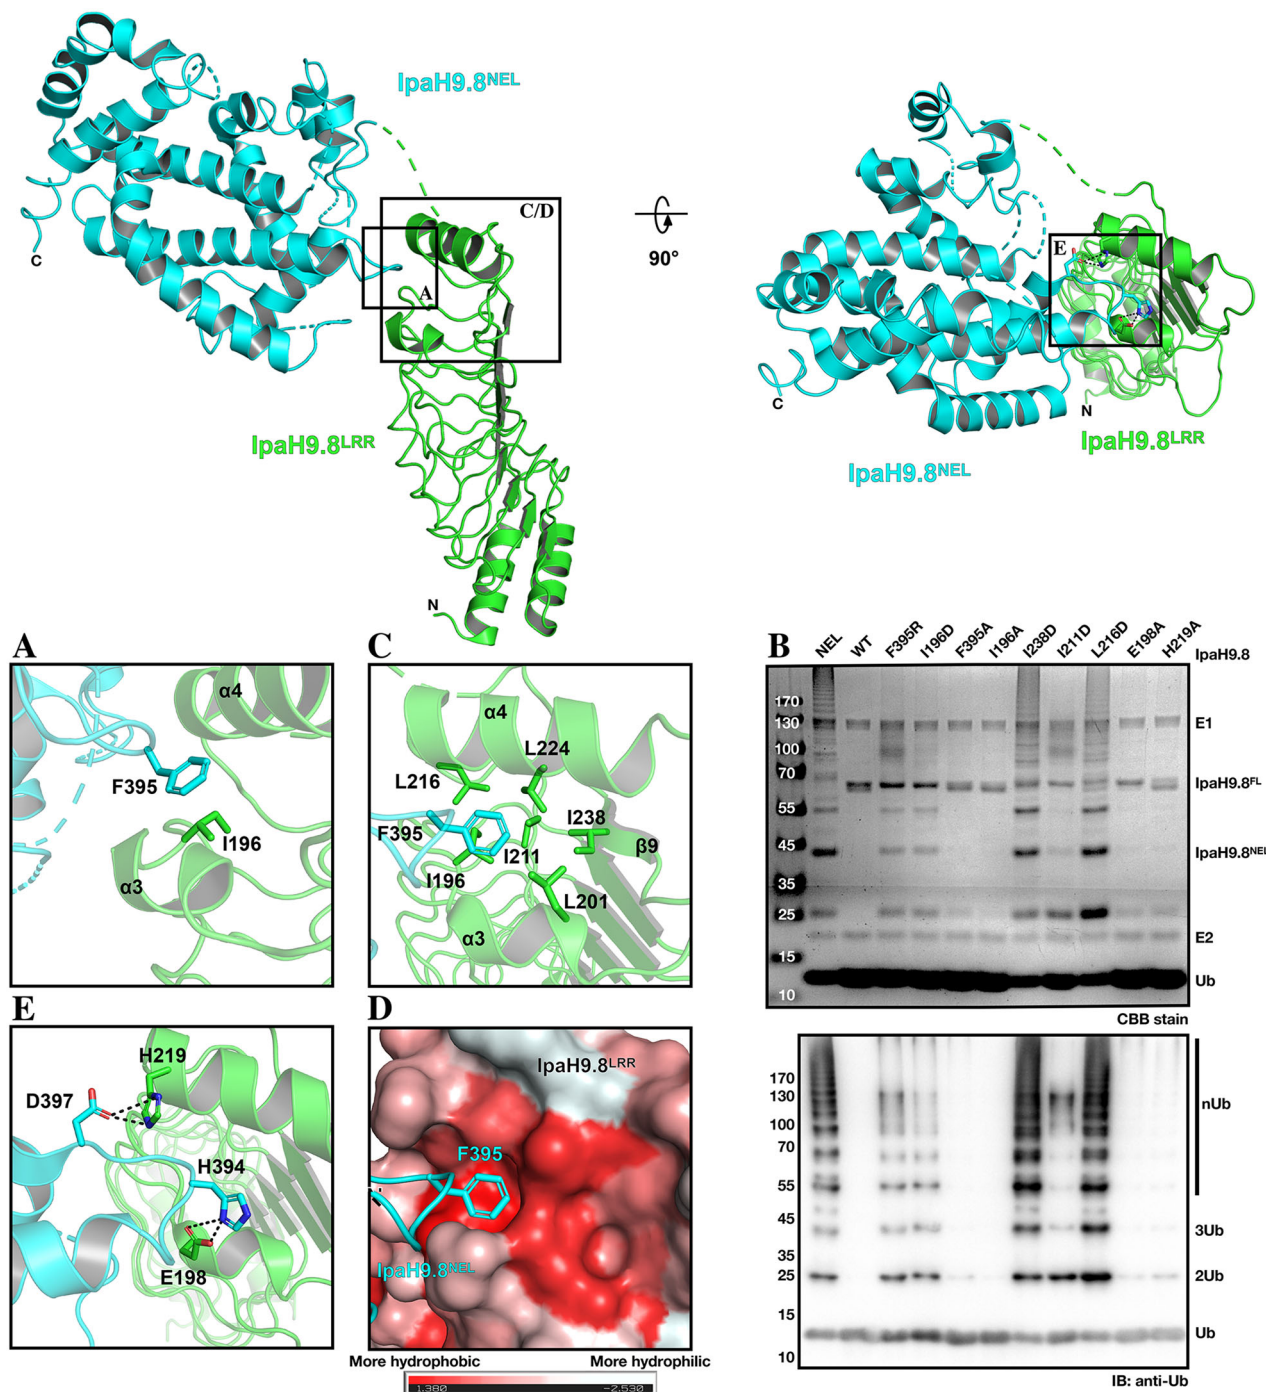 IpaH9.8NEL
C/D
C
A
90°
IpaH9.8LRR
N
E
C
N
IpaH9.8LRR
IpaH9.8NEL
A
α4
F395
I196
α3
C
α4
L224
L216
F395
I238
I211
β9
I196
L201
α3
B
NEL WT F395R I196D F395A I196A I238D I211D L216D E198A H219A IpaH9.8
170
130
100
70
55
45
35
25
15
10
E1
IpaH9.8FL
IpaH9.8NEL
E2
Ub
CBB stain
E
H219
D397
H394
E198
D
IpaH9.8LRR
F395
IpaH9.8NEL
More hydrophobic More hydrophilic
1.380 -2.530
170
130
100
70
55
45
35
25
15
10
nUb
3Ub
2Ub
Ub
IB: anti-Ub